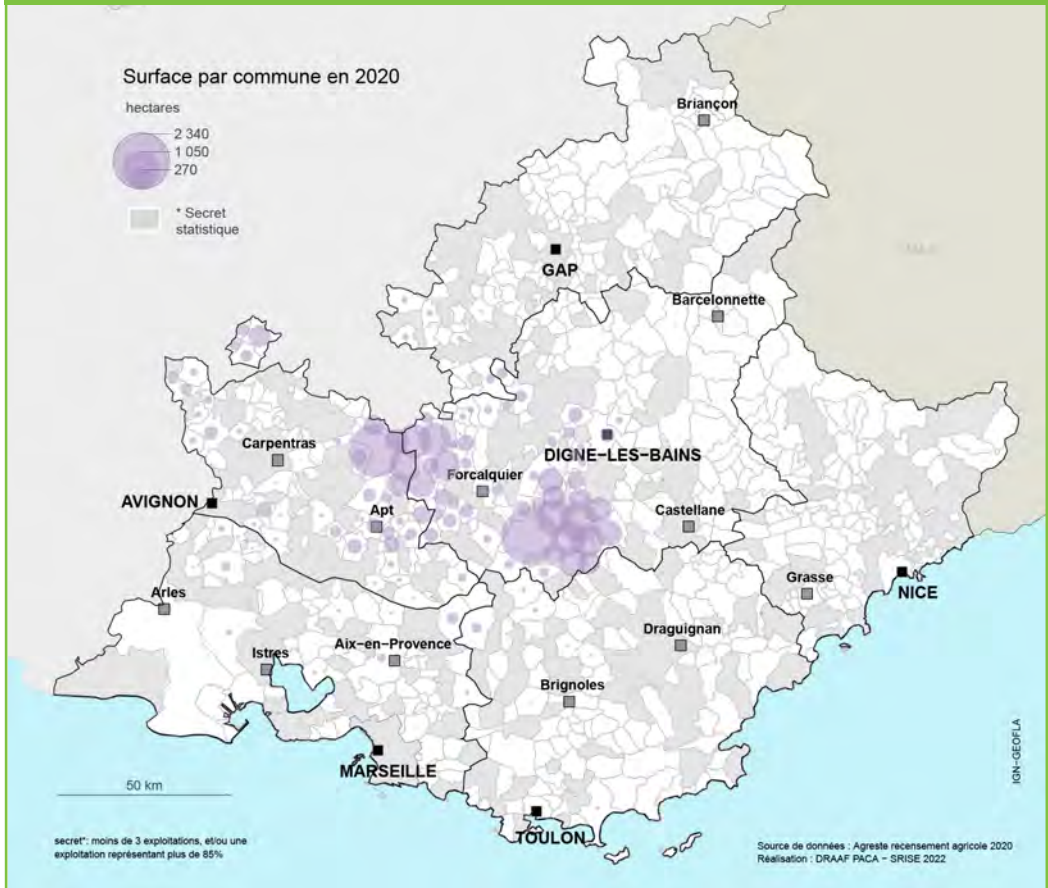 Surface par commune en 2020
hectares
2 340
1 050
270
* Secret
statistique
Briançon
GAP
Barcelonnette
Carpentras
DIGNE-LES-BAINS
Forcalquier
AVIGNON
Apt
Castellane
Grasse
NICE
Arles
Draguignan
Aix-en-Provence
Istres
Brignoles
MARSEILLE
TOULON
50 km
IGN-GEOFLA
secret*: moins de 3 exploitations, et/ou une
exploitation représentant plus de 85%
Source de données : Agreste recensement agricole 2020
Réalisation : DRAAF PACA - SRISE 2022